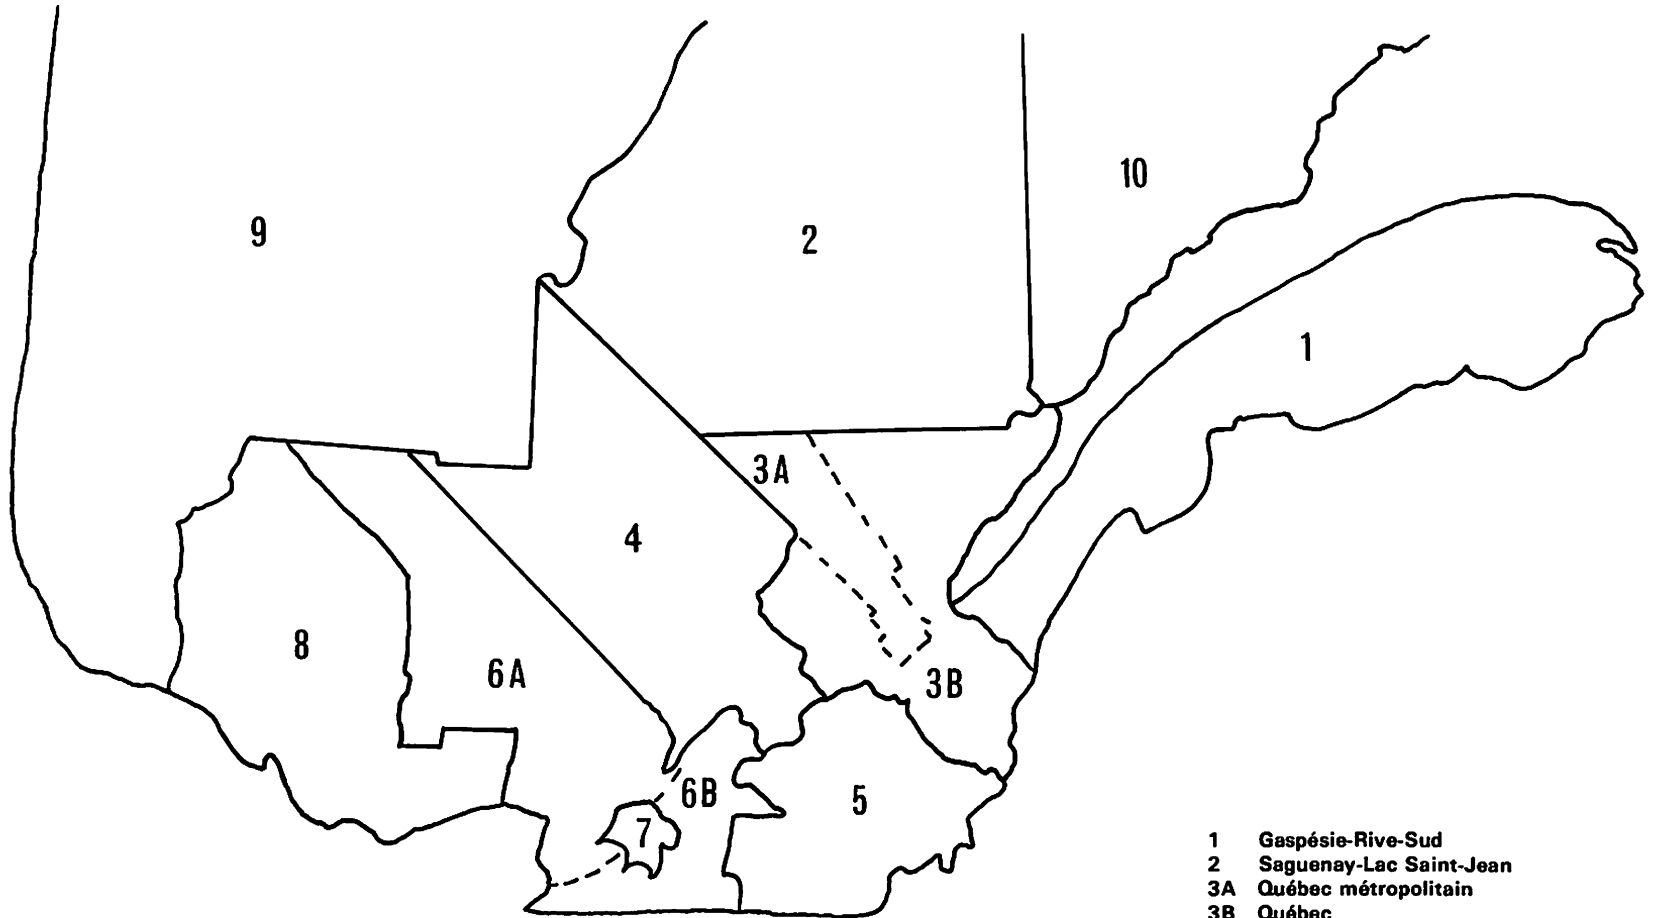 9
2
10
1
3A
4
8
6A
3B
6B
5
7
1 Gaspésie-Rive-Sud
2 Saguenay-Lac Saint-Jean
3A Québec métropolitain
3B Québec